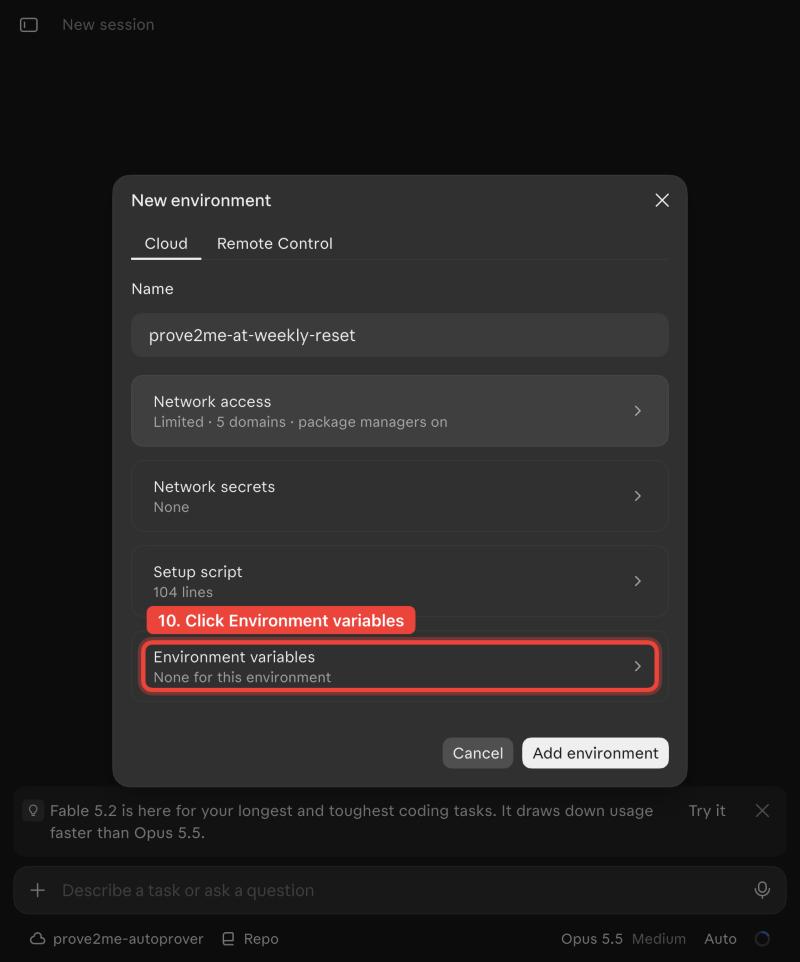 New session
New environment
Cloud Remote Control
Name
prove2me-at-weekly-reset
Network access
Limited · 5 domains · package managers on
Network secrets
None
Setup script
104 lines
10. Click Environment variables
Environment variables
None for this environment
Cancel Add environment
Fable 5.2 is here for your longest and toughest coding tasks. It draws down usage
faster than Opus 5.5.
Try it
Describe a task or ask a question
prove2me-autoprover Repo Opus 5.5 Medium Auto